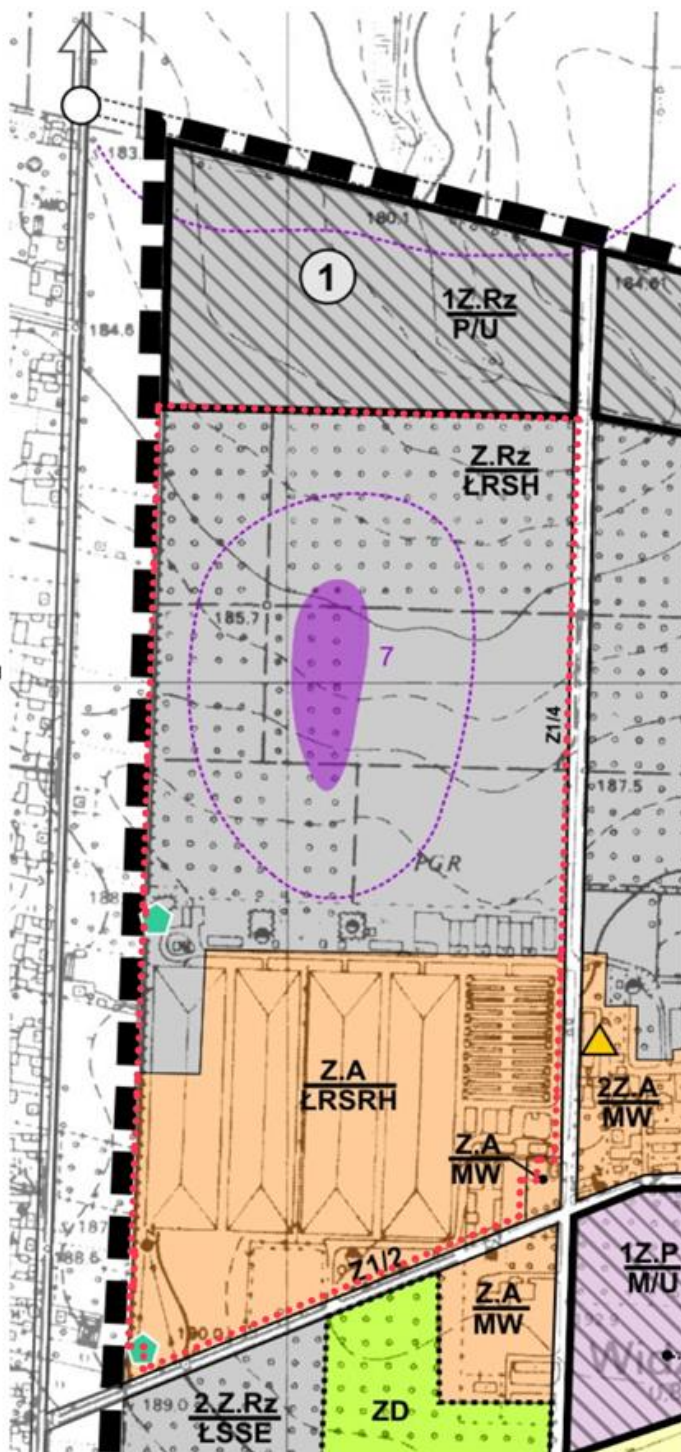 183.
180.1
1
1Z.Rz
P/U
184.6
184.6
Z.Rz
ŁRSH
185.7
7
Z1/4
187.5
PGR
188
Z.A
ŁRSRH
2Z.A
MW
Z.A
MW
187
188.6
Z1/2
1Z.P
M/U
Z.A
MW
189.0
2.Z.Rz
ŁSSE
ZD